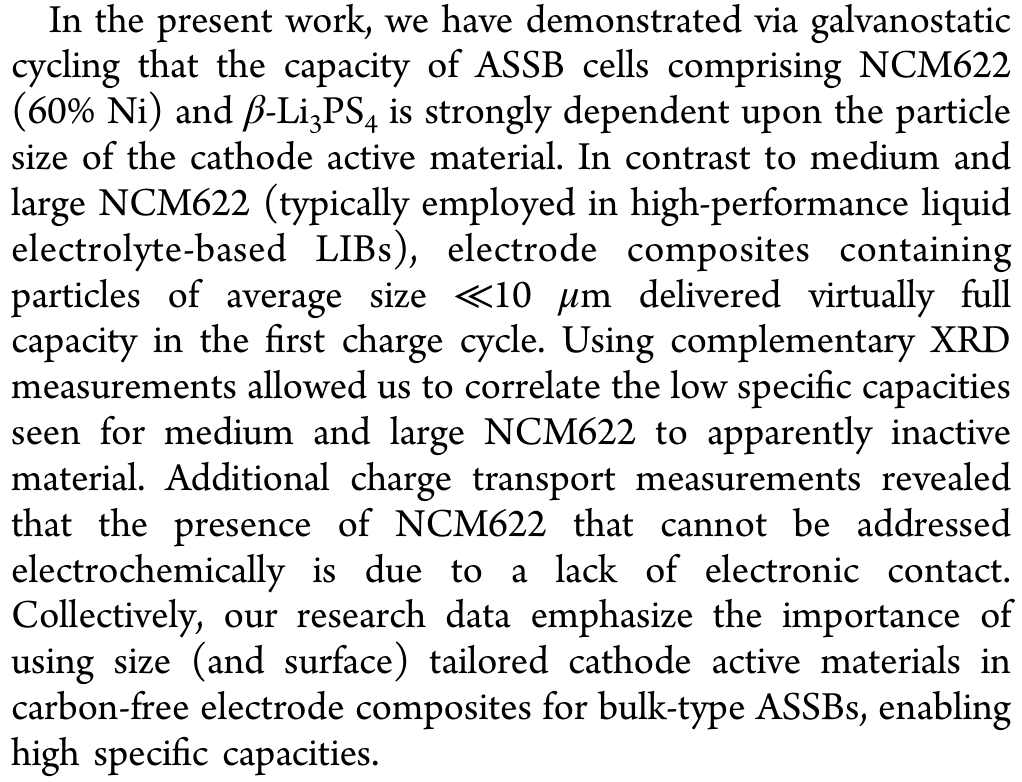 In the present work, we have demonstrated via galvanostatic
cycling that the capacity of ASSB cells comprising NCM622
(60% Ni) and β-Li₃PS₄ is strongly dependent upon the particle
size of the cathode active material. In contrast to medium and
large NCM622 (typically employed in high-performance liquid
electrolyte-based LIBs), electrode composites containing
particles of average size ≪10 μm delivered virtually full
capacity in the first charge cycle. Using complementary XRD
measurements allowed us to correlate the low specific capacities
seen for medium and large NCM622 to apparently inactive
material. Additional charge transport measurements revealed
that the presence of NCM622 that cannot be addressed
electrochemically is due to a lack of electronic contact.
Collectively, our research data emphasize the importance of
using size (and surface) tailored cathode active materials in
carbon-free electrode composites for bulk-type ASSBs, enabling
high specific capacities.